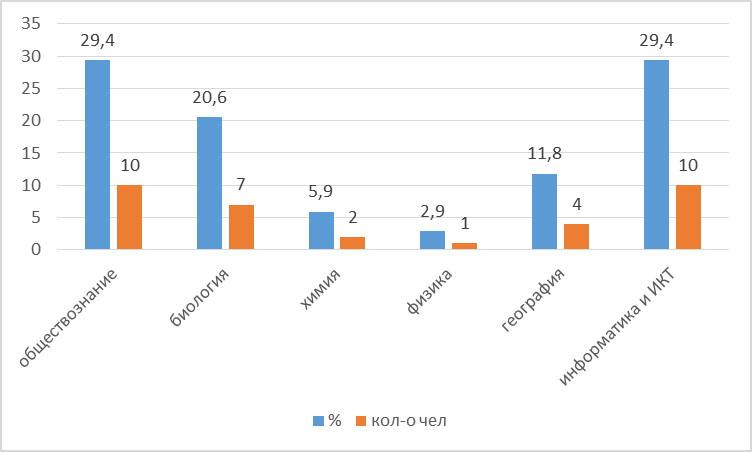 35
30
25
20
15
10
5
0
29,4
10
20,6
7
5,9
2
2,9
1
11,8
4
29,4
10
обществознание
биология
химия
физика
география
информатика и ИКТ
% кол-о чел